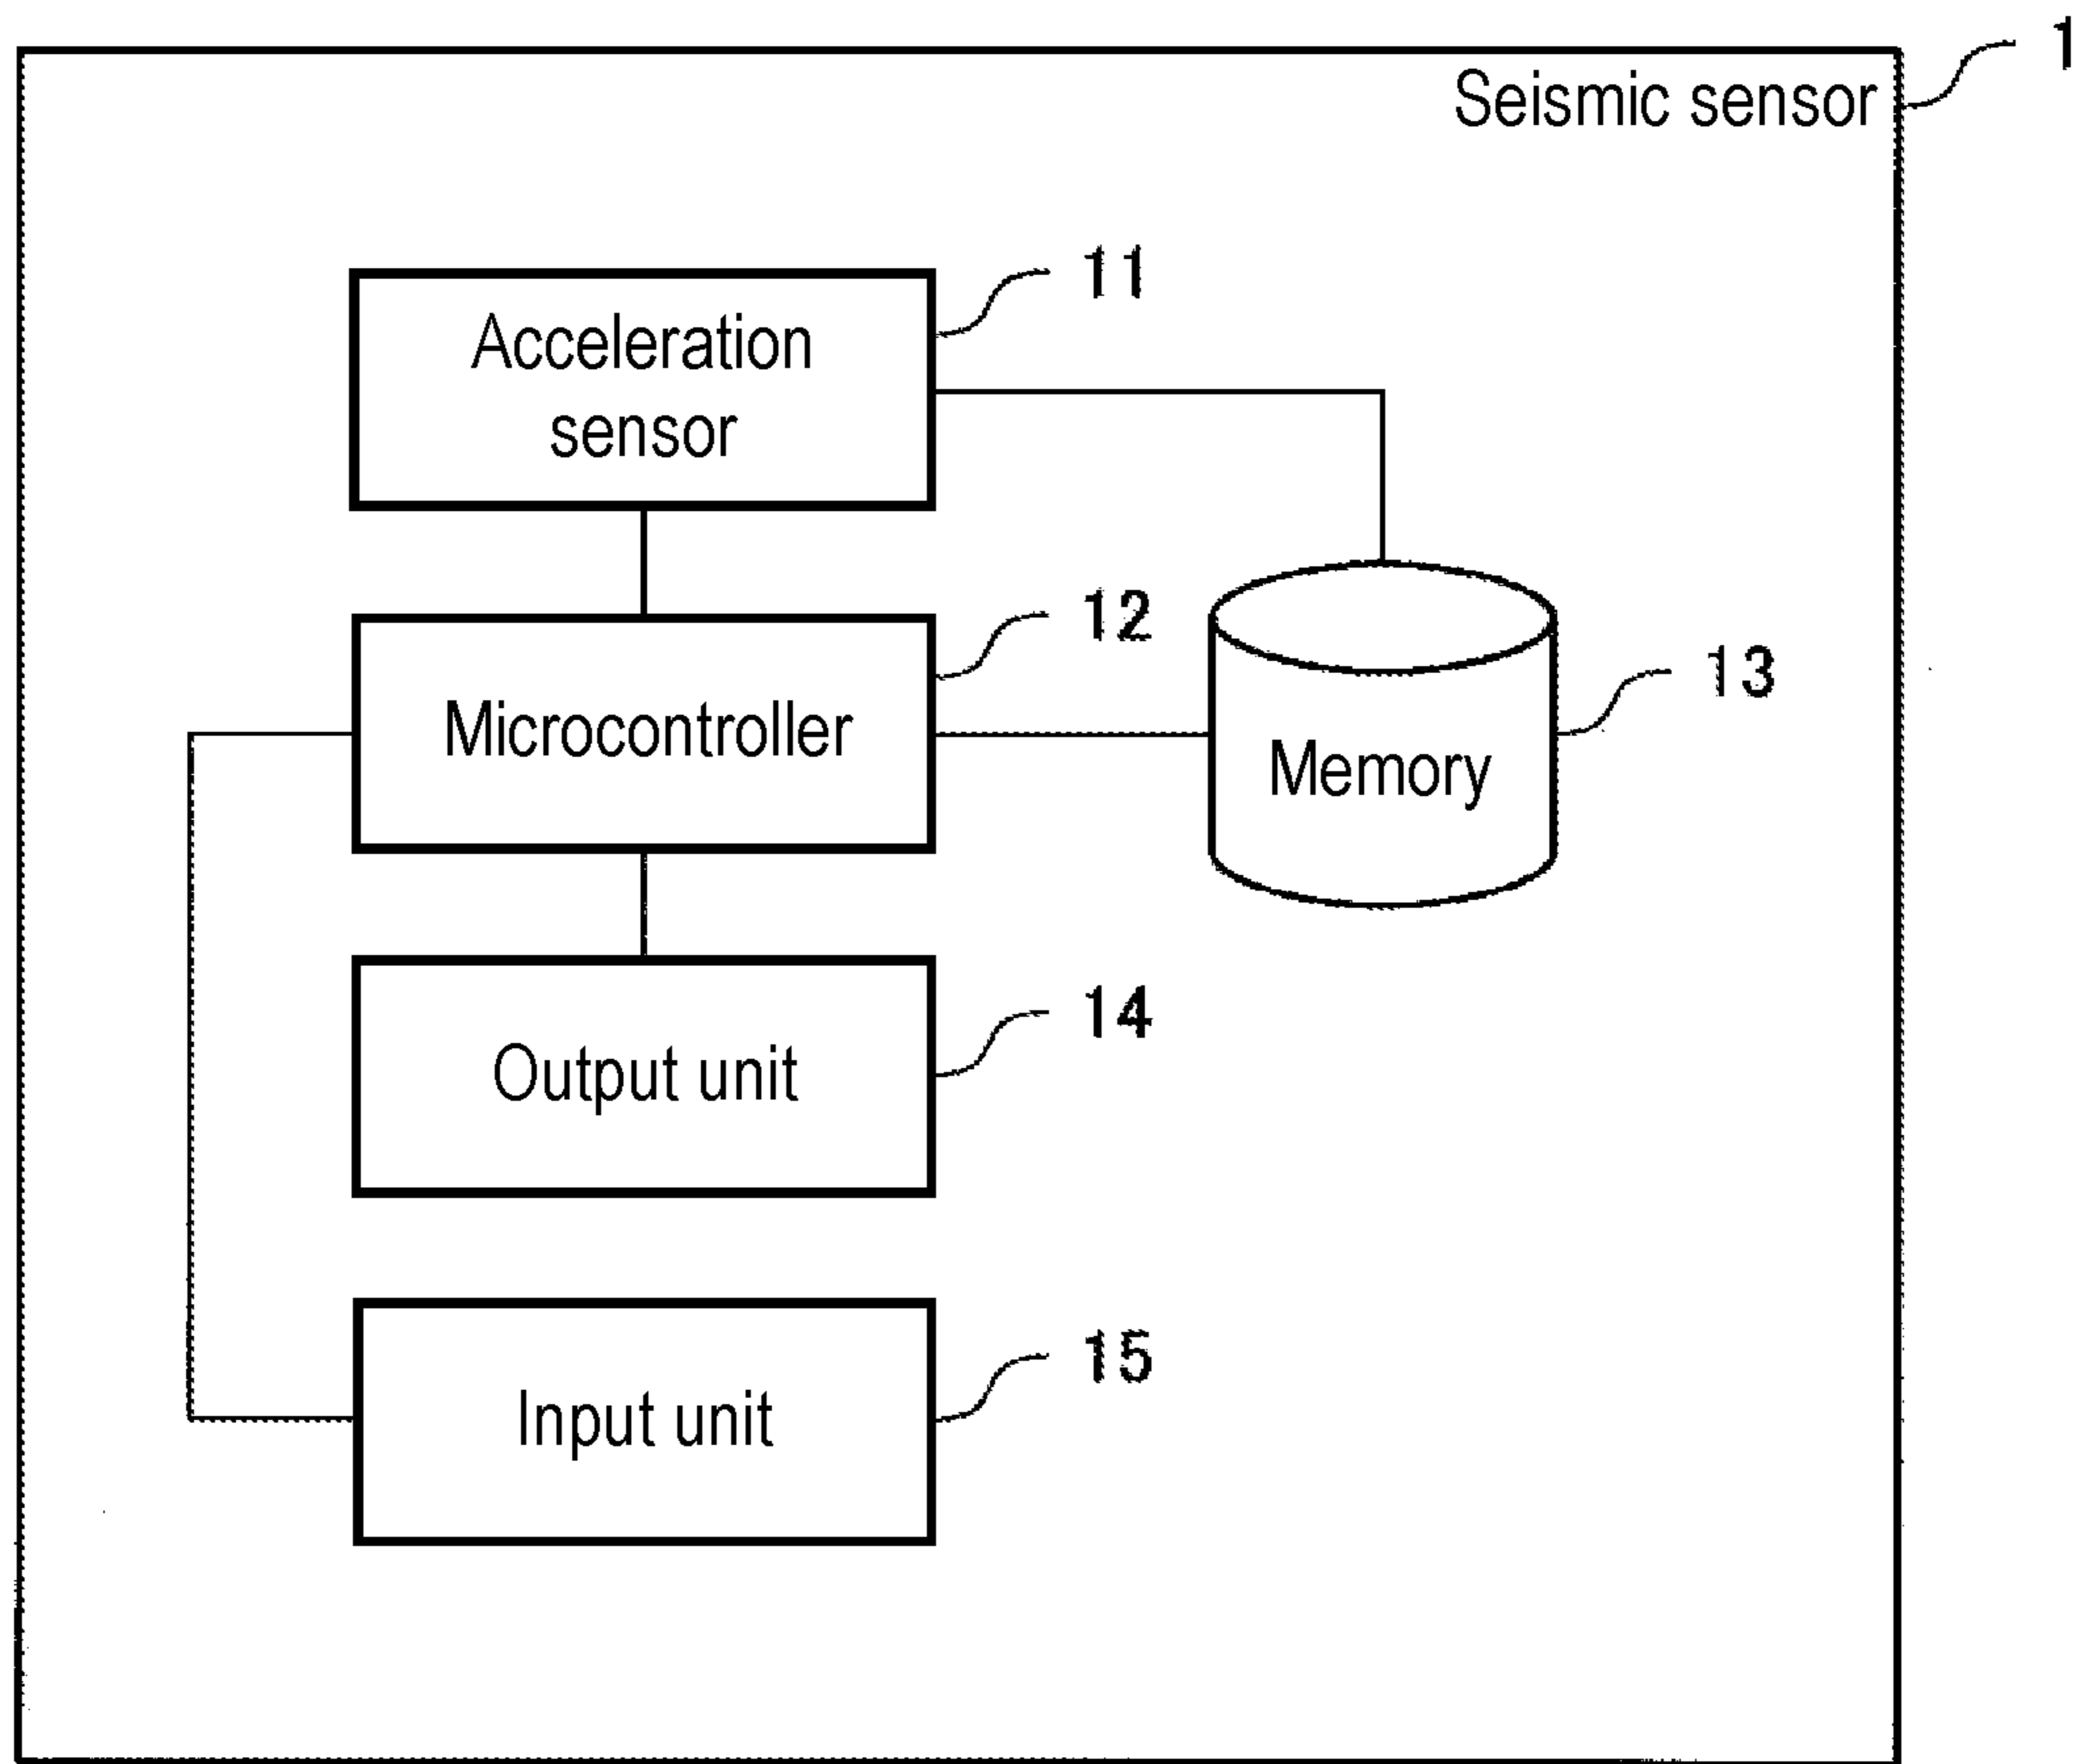 1
Seismic sensor
11
Acceleration
sensor
12
Microcontroller
13
Memory
14
Output unit
15
Input unit